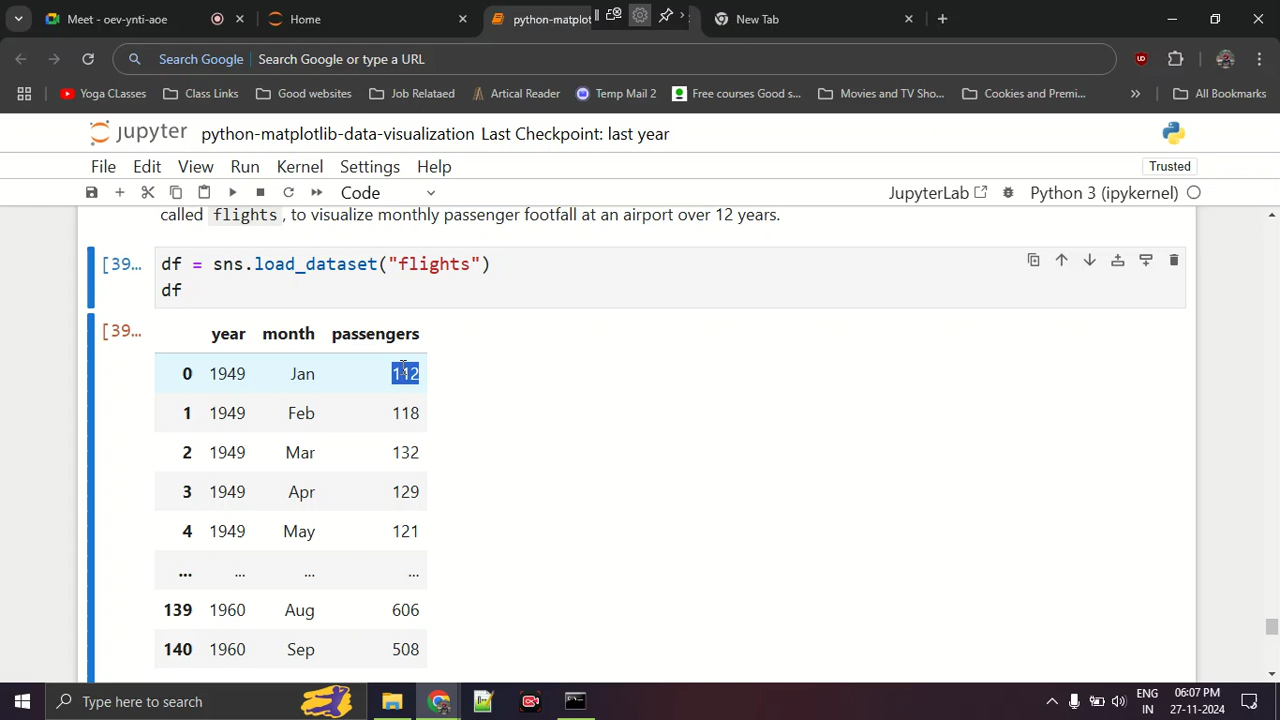 Meet - oev-ynti-aoe
Home
python-matplot
New Tab
Search Google Search Google or type a URL
UD
Yoga CLasses
Class Links
Good websites
Job Relataed
Artical Reader
Temp Mail 2
Free courses Good s...
Movies and TV Sho...
Cookies and Premi...
All Bookmarks
jupyter python-matplotlib-data-visualization Last Checkpoint: last year
File Edit View Run Kernel Settings Help
Trusted
Code
JupyterLab
Python 3 (ipykernel)
called flights, to visualize monthly passenger footfall at an airport over 12 years.
[39... df = sns.load_dataset("flights")
df
[39...
year month passengers
0 1949 Jan 112
1 1949 Feb 118
2 1949 Mar 132
3 1949 Apr 129
4 1949 May 121
... ... ... ...
139 1960 Aug 606
140 1960 Sep 508
Type here to search
ENG
IN
06:07 PM
27-11-2024